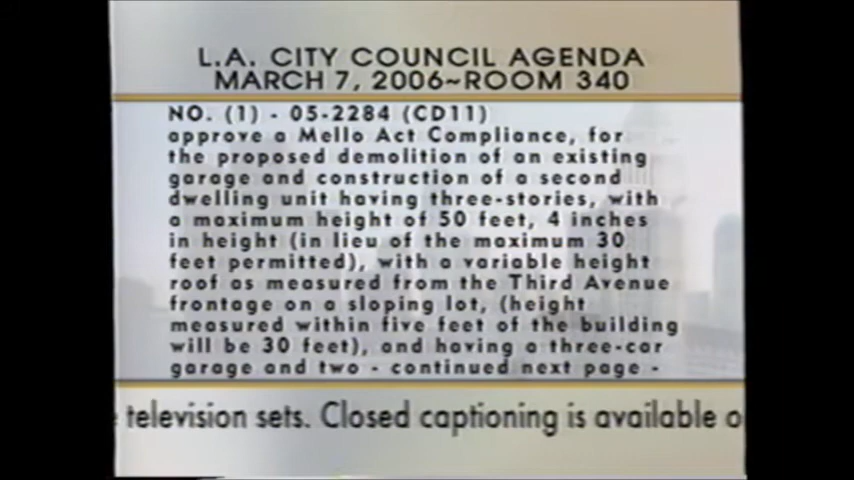 L.A. CITY COUNCIL AGENDA
MARCH 7, 2006~ROOM 340
NO. (1) - 05-2284 (CD11)
approve a Mello Act Compliance, for
the proposed demolition of an existing
garage and construction of a second
dwelling unit having three-stories, with
a maximum height of 50 feet, 4 inches
in height (in lieu of the maximum 30
feet permitted), with a variable height
roof as measured from the Third Avenue
frontage on a sloping lot, (height
measured within five feet of the building
will be 30 feet), and having a three-car
garage and two - continued next page -
television sets. Closed captioning is available